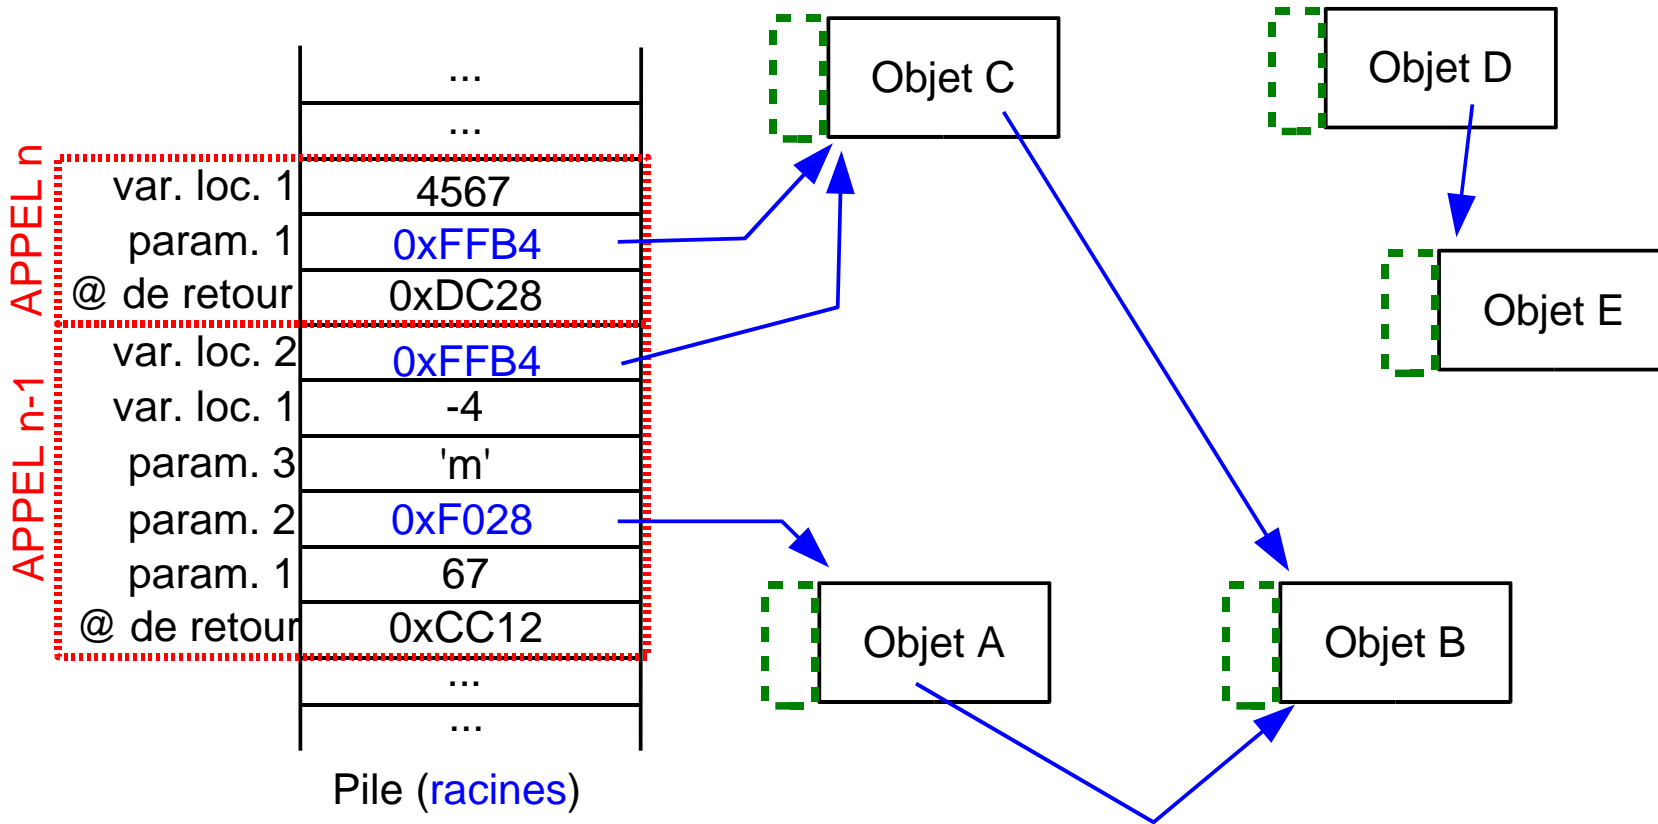 ...
...
APPEL n
var. loc. 1 4567
param. 1 0xFFB4
@ de retour 0xDC28
APPEL n-1
var. loc. 2 0xFFB4
var. loc. 1 -4
param. 3 'm'
param. 2 0xF028
param. 1 67
@ de retour 0xCC12
...
...
Pile (racines)
Objet C
Objet D
Objet E
Objet A
Objet B